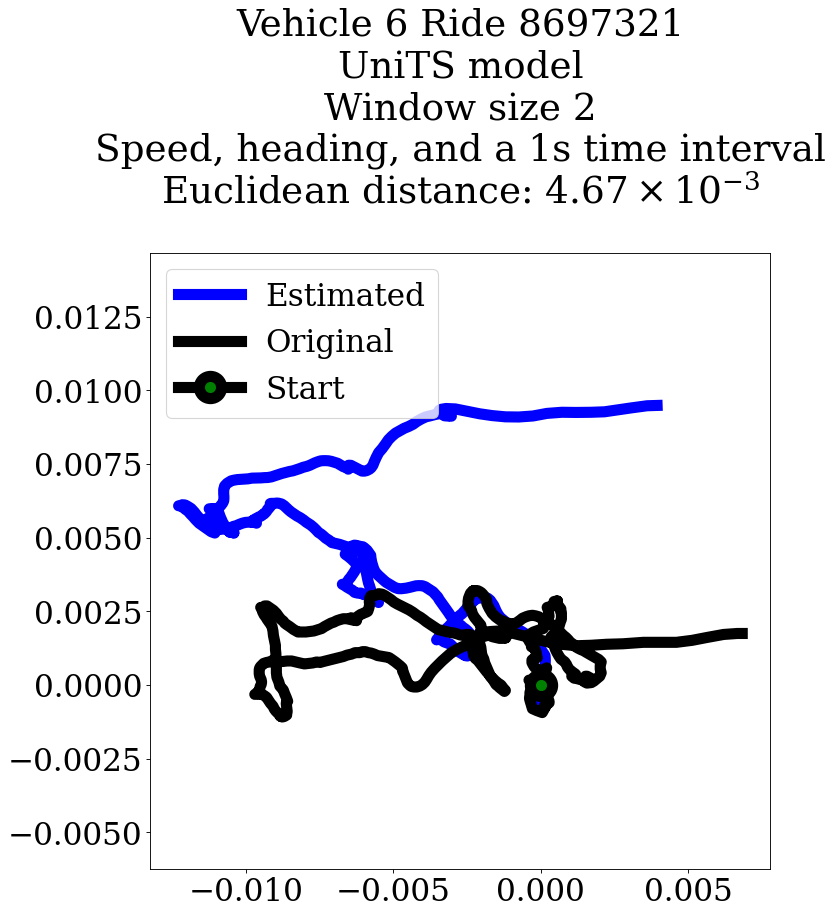 Vehicle 6 Ride 8697321
UniTS model
Window size 2
Speed, heading, and a 1s time interval
Euclidean distance: 4.67 × 10⁻³
Estimated
Original
Start
0.0125
0.0100
0.0075
0.0050
0.0025
0.0000
−0.0025
−0.0050
−0.010 −0.005 0.000 0.005